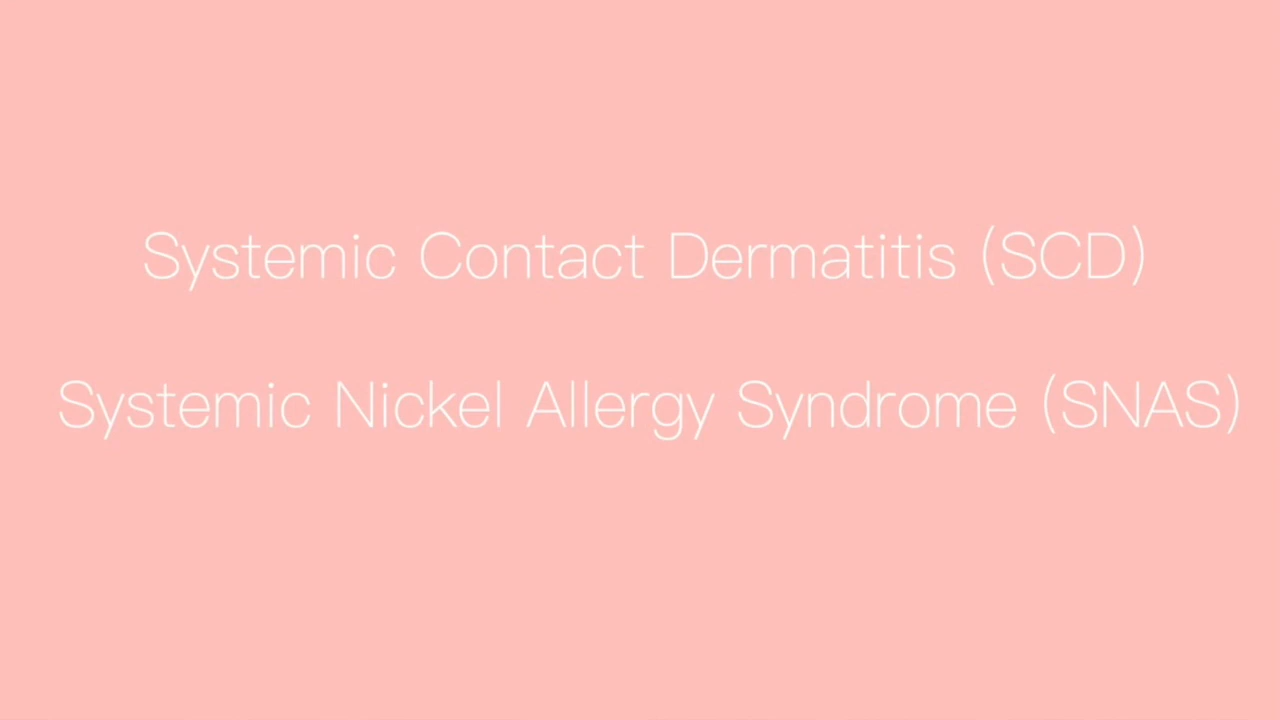 Systemic Contact Dermatitis (SCD)
Systemic Nickel Allergy Syndrome (SNAS)